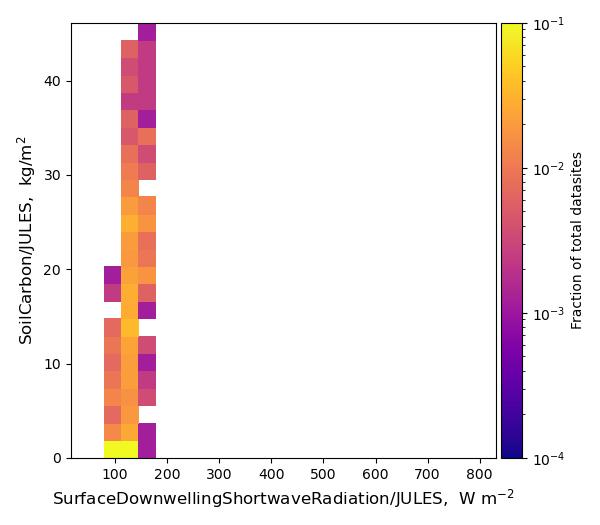 SoilCarbon/JULES, kg/m²
40
30
20
10
0
100 200 300 400 500 600 700 800
SurfaceDownwellingShortwaveRadiation/JULES, W m⁻²
10⁻¹
10⁻²
10⁻³
10⁻⁴
Fraction of total datasites